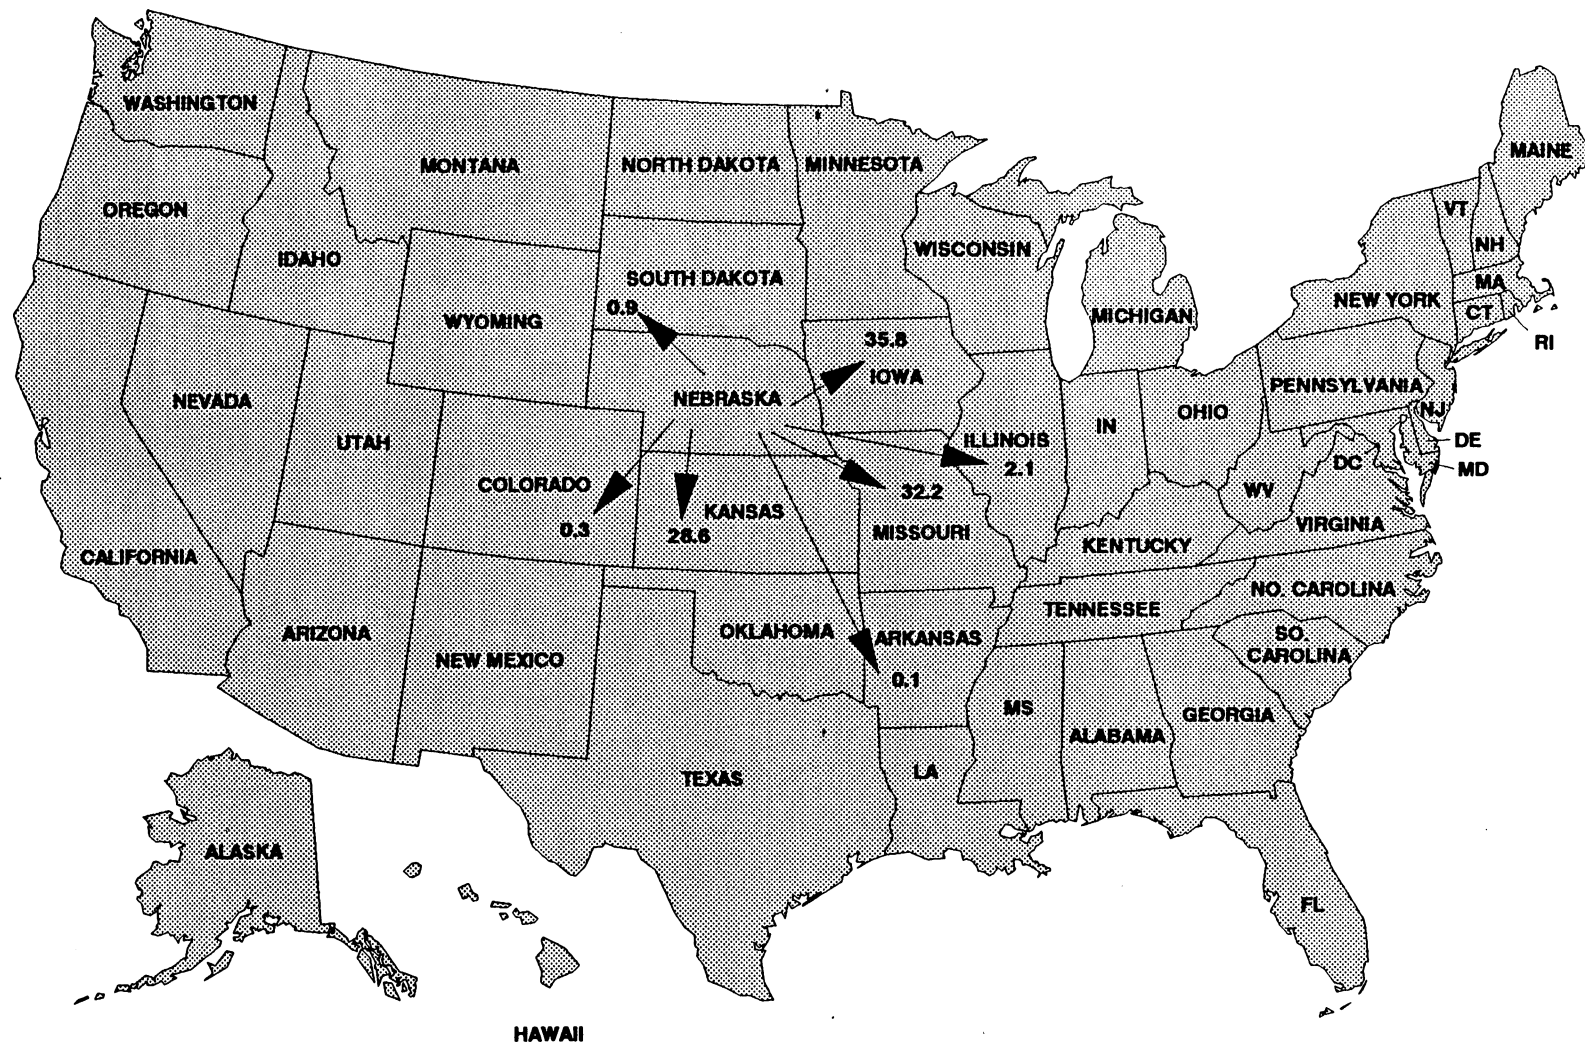 WASHINGTON
MONTANA
NORTH DAKOTA
MINNESOTA
MAINE
OREGON
VT
IDAHO
WISCONSIN
NH
SOUTH DAKOTA
MA
0.9
WYOMING
NEW YORK
CT
MICHIGAN
RI
35.8
IOWA
NEVADA
NEBRASKA
PENNSYLVANIA
OHIO
NJ
UTAH
IN
ILLINOIS
DE
2.1
DC
MD
COLORADO
32.2
WV
KANSAS
0.3
28.6
MISSOURI
VIRGINIA
CALIFORNIA
KENTUCKY
NO. CAROLINA
TENNESSEE
ARIZONA
OKLAHOMA
ARKANSAS
SO.
CAROLINA
NEW MEXICO
0.1
MS
GEORGIA
ALABAMA
TEXAS
LA
ALASKA
FL
HAWAII